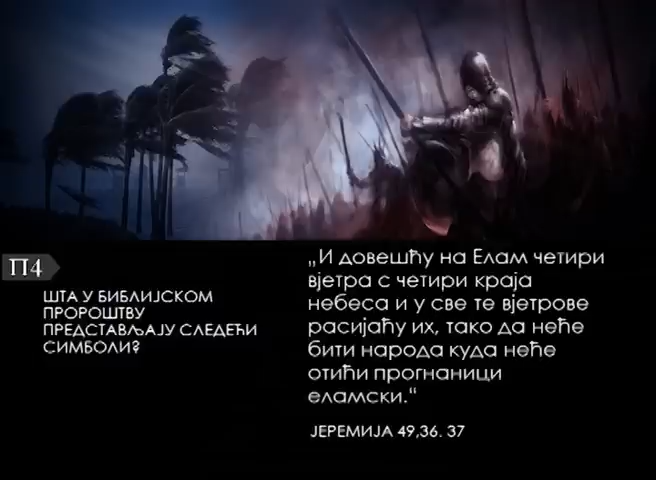 П4
ШТА У БИБЛИЈСКОМ
ПРОРОШТВУ
ПРЕДСТАВЉАЈУ СЛЕДЕЋИ
СИМБОЛИ?
„И довешћу на Елам четири
вјетра с четири краја
небеса и у све те вјетрове
расијаћу их, тако да неће
бити народа куда неће
отићи прогнаници
еламски.“
ЈЕРЕМИЈА 49,36. 37